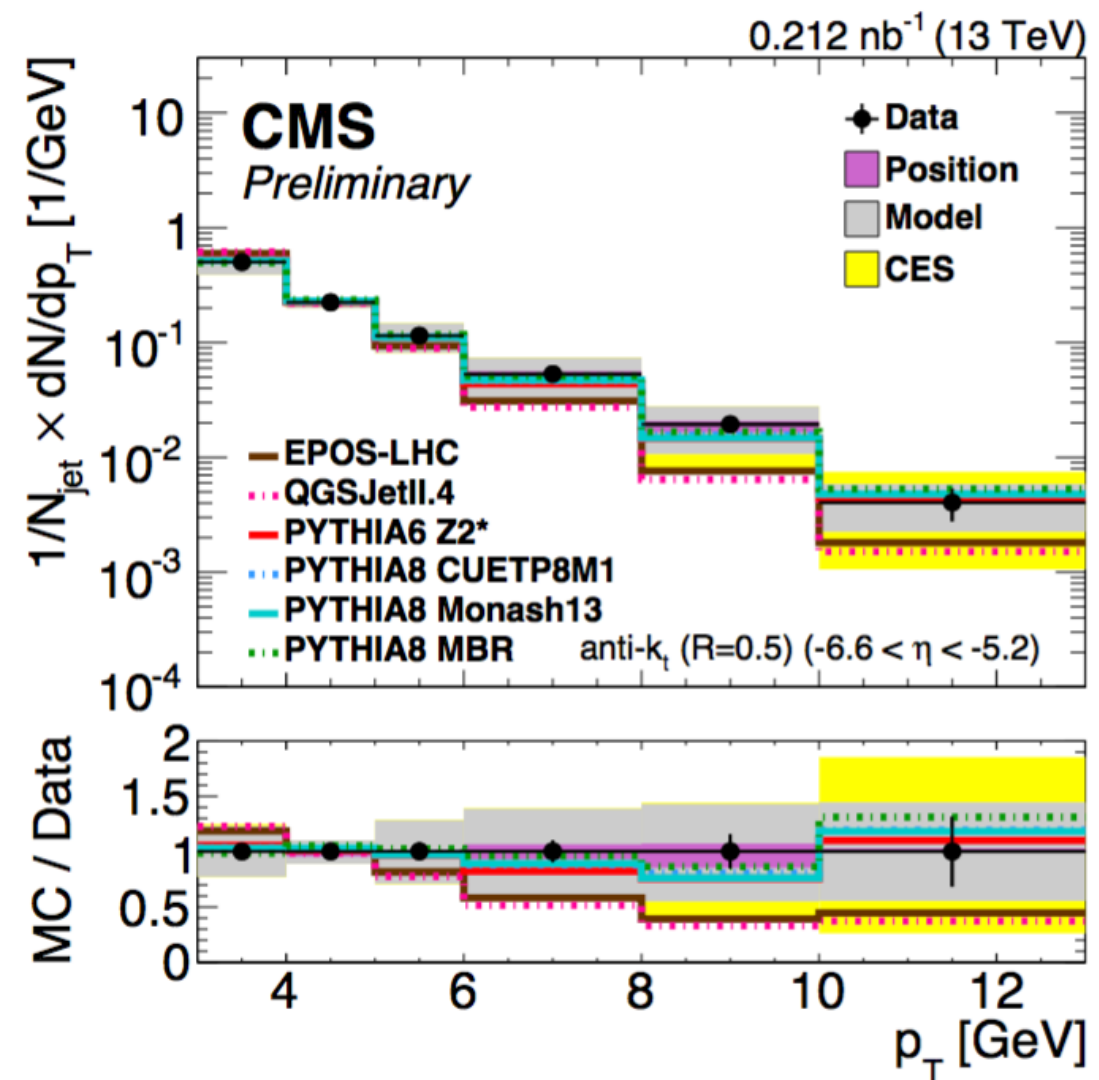 0.212 nb⁻¹ (13 TeV)
CMS
Preliminary
Data
Position
Model
CES
1/N_jet × dN/dp_T [1/GeV]
10
1
10⁻¹
10⁻²
10⁻³
10⁻⁴
EPOS-LHC
QGSJetII.4
PYTHIA6 Z2*
PYTHIA8 CUETP8M1
PYTHIA8 Monash13
PYTHIA8 MBR
anti-k_t (R=0.5) (-6.6 < η < -5.2)
MC / Data
2
1.5
1
0.5
0
4 6 8 10 12
p_T [GeV]